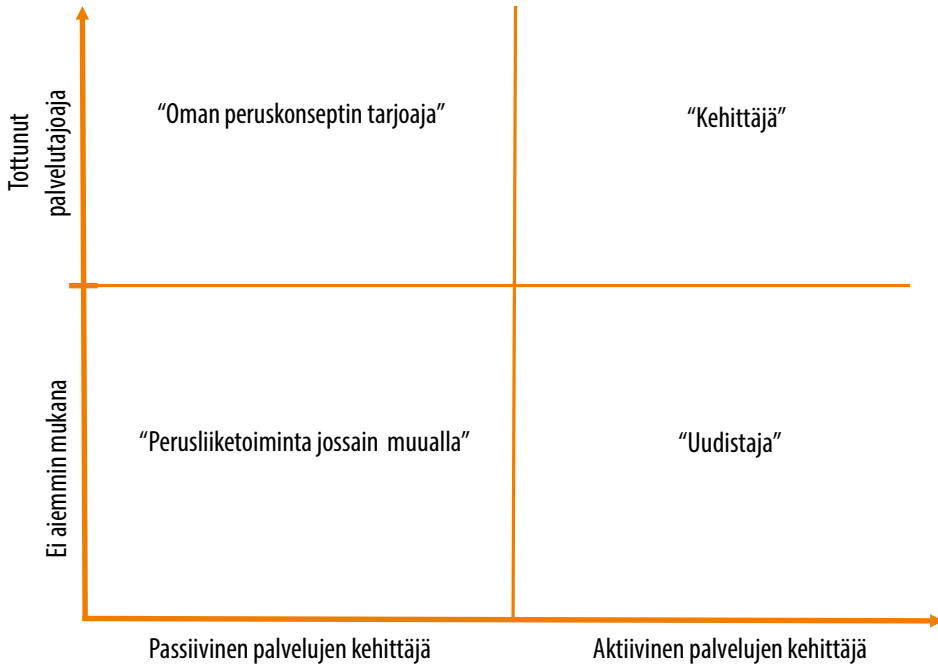 Tottunut
palvelutajoaja
“Oman peruskonseptin tarjoaja”
“Kehittäjä”
Ei aiemmin mukana
“Perusliiketoiminta jossain muualla”
“Uudistaja”
Passiivinen palvelujen kehittäjä
Aktiivinen palvelujen kehittäjä